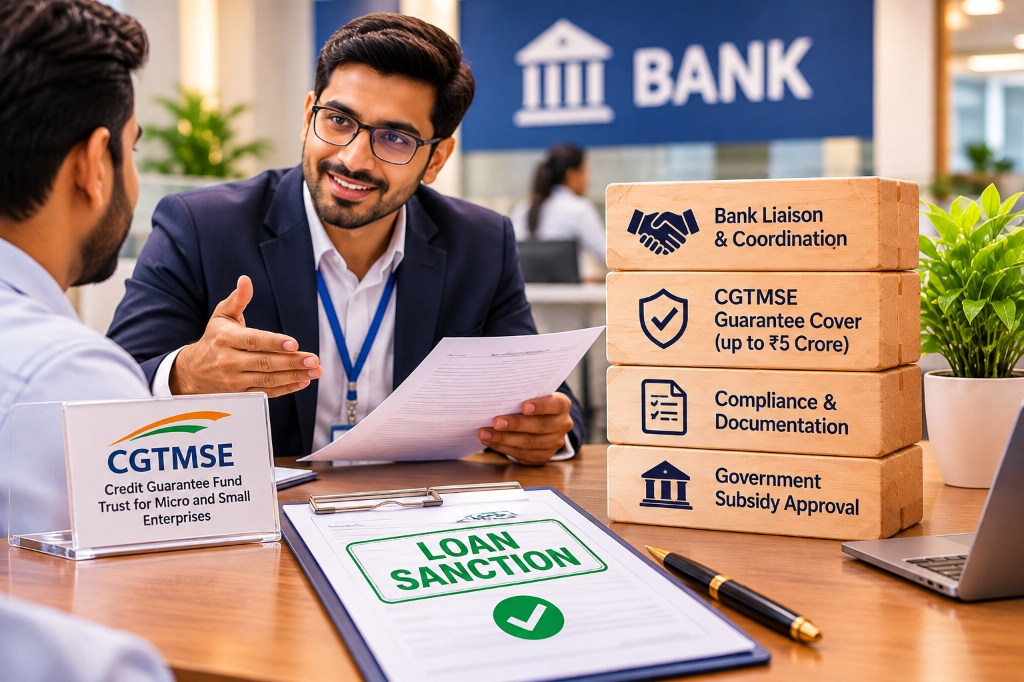 BANK
Bank Liaison
& Coordination
CGTMSE
Guarantee Cover
(up to ₹5 Crore)
Compliance &
Documentation
Government
Subsidy Approval
CGTMSE
Credit Guarantee Fund
Trust for Micro and Small
Enterprises
LOAN
SANCTION